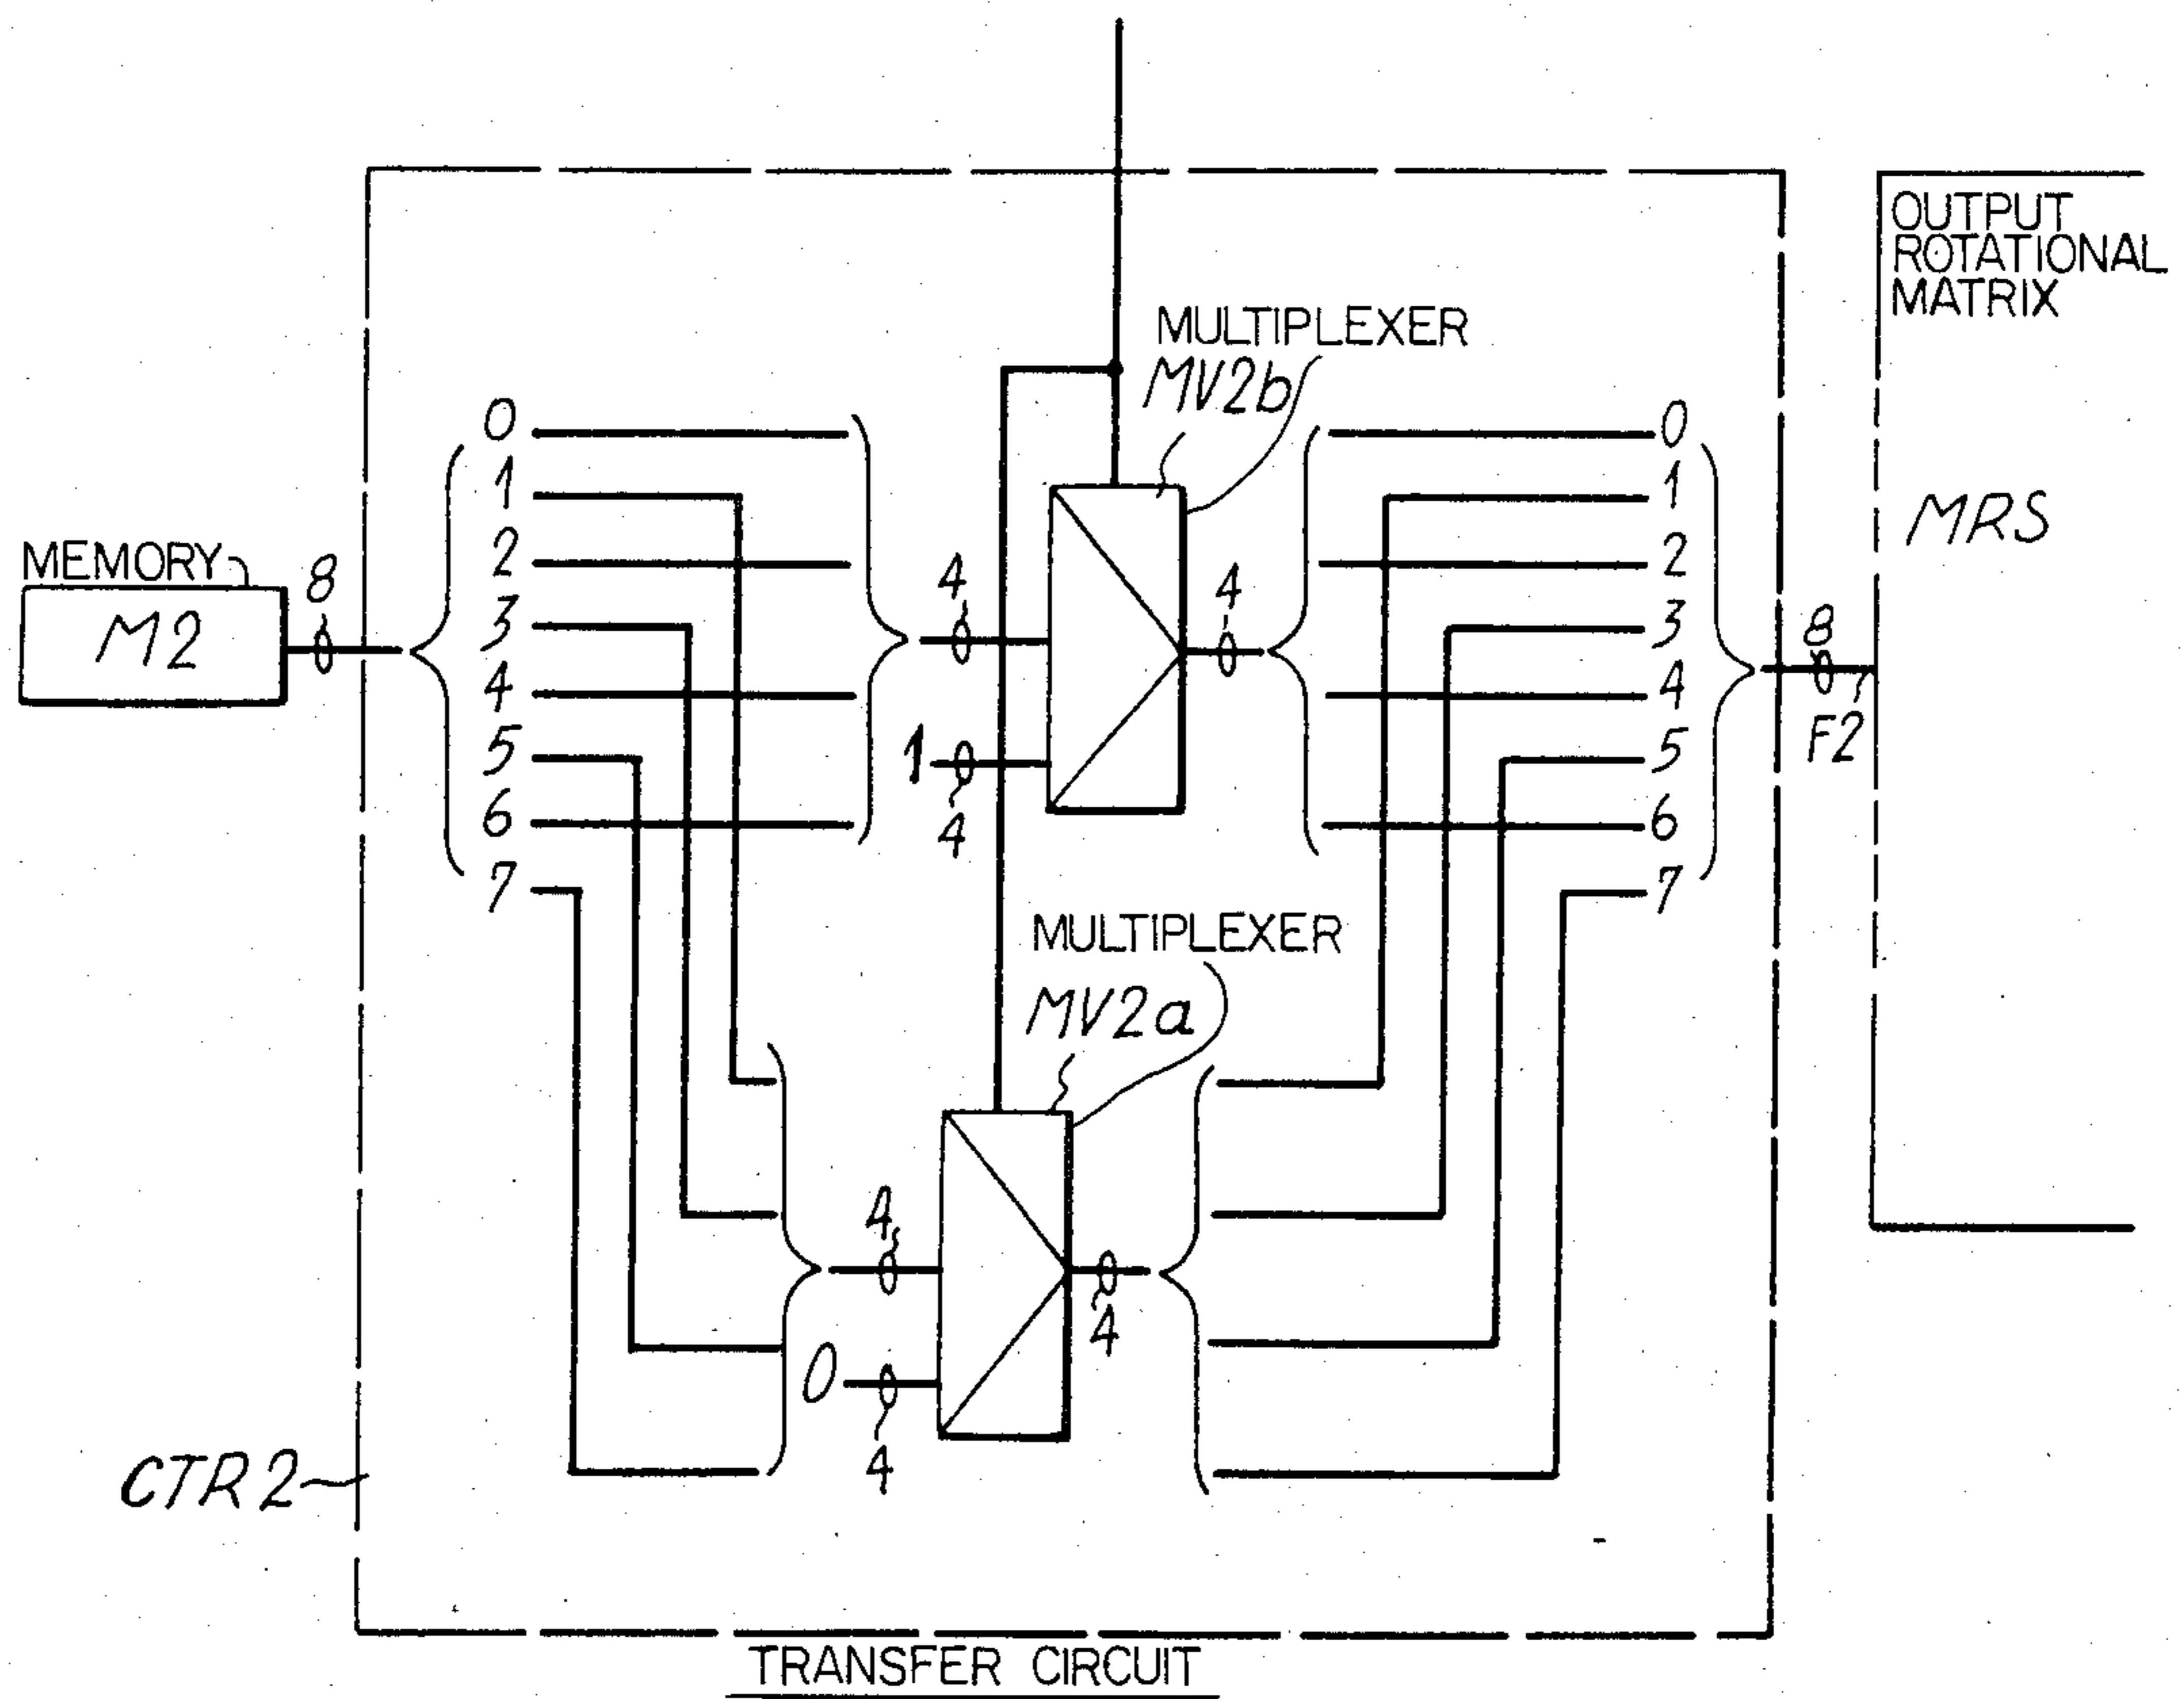 OUTPUT
ROTATIONAL
MATRIX
MRS
MULTIPLEXER
MV2b
MEMORY
M2
8
0
1
2
3
4
5
6
7
4
1
4
4
0
1
2
3
4
5
6
7
8
F2
MULTIPLEXER
MV2a
4
0
4
4
CTR2
TRANSFER CIRCUIT